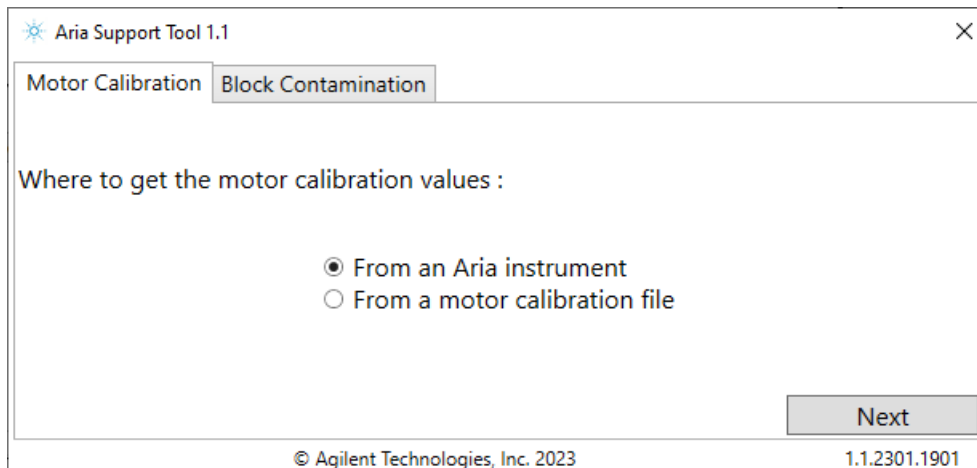 Aria Support Tool 1.1
Motor Calibration Block Contamination
Where to get the motor calibration values :
From an Aria instrument
From a motor calibration file
Next
© Agilent Technologies, Inc. 2023 1.1.2301.1901